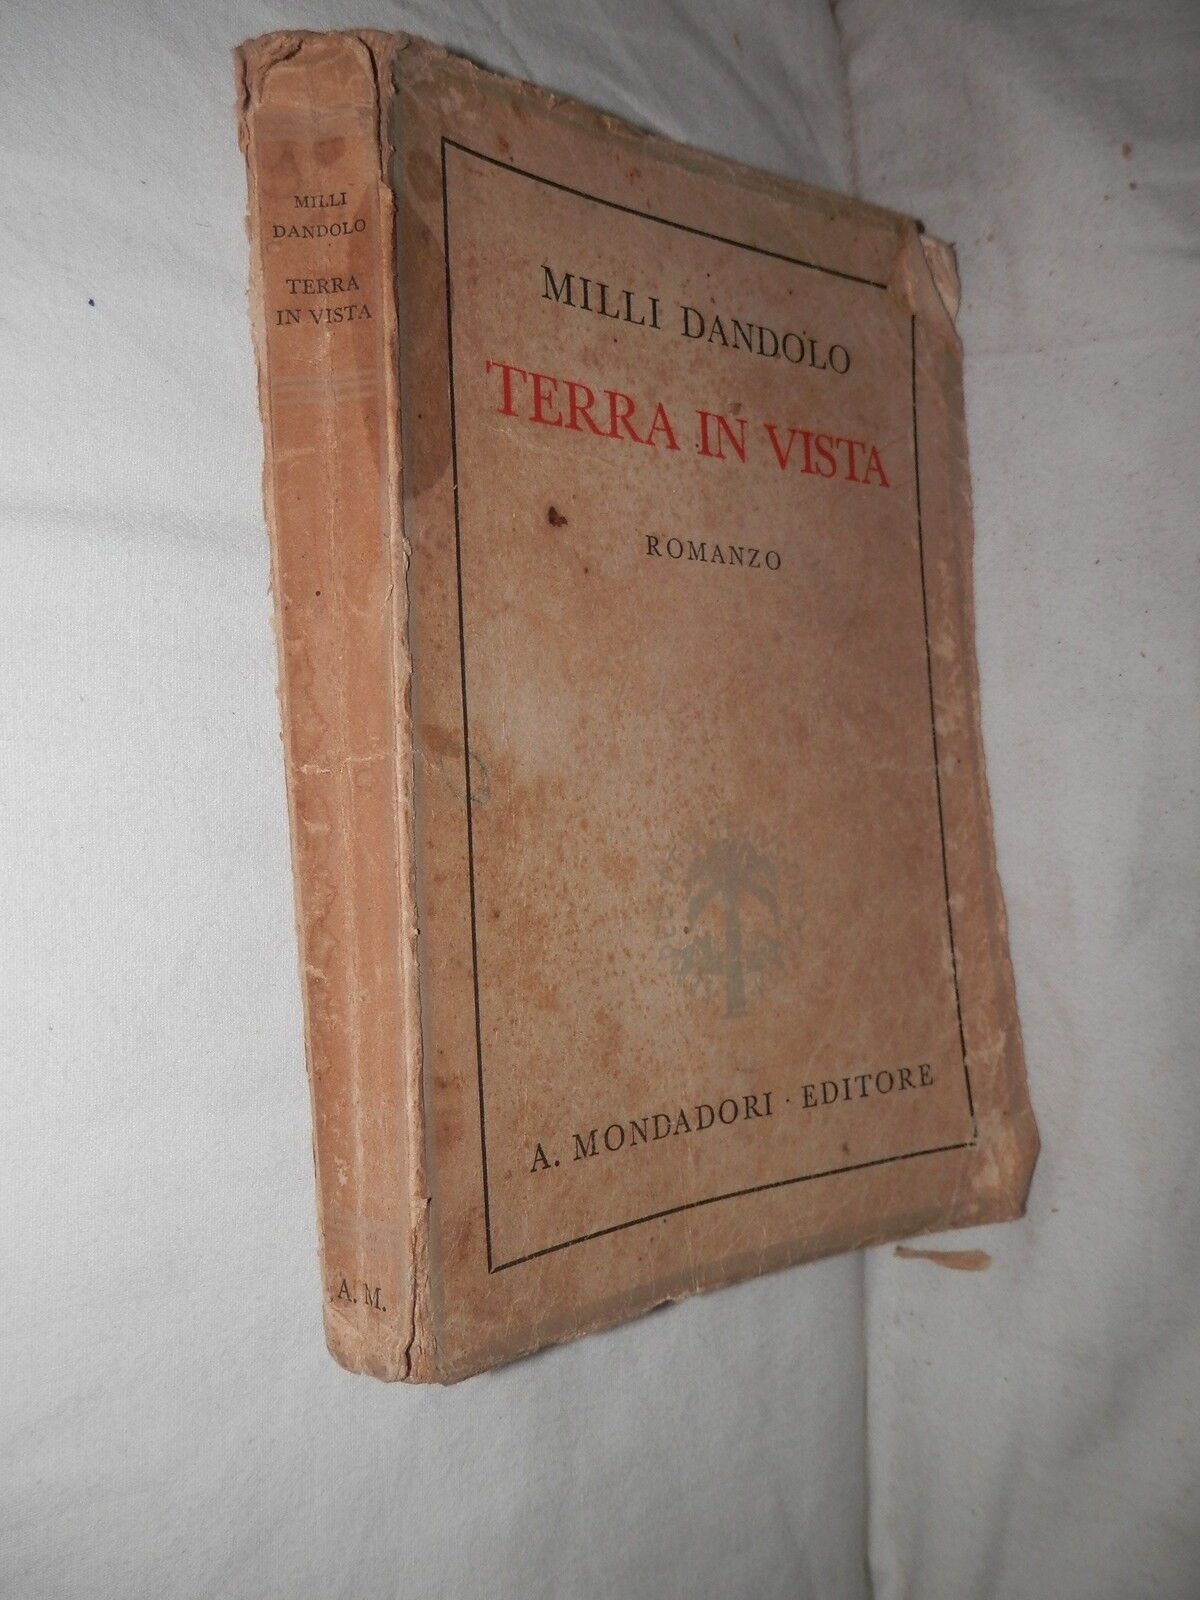 MILLI
DANDOLO
TERRA
IN VISTA
A. M.
MILLI DANDOLO
TERRA IN VISTA
ROMANZO
A. MONDADORI · EDITORE